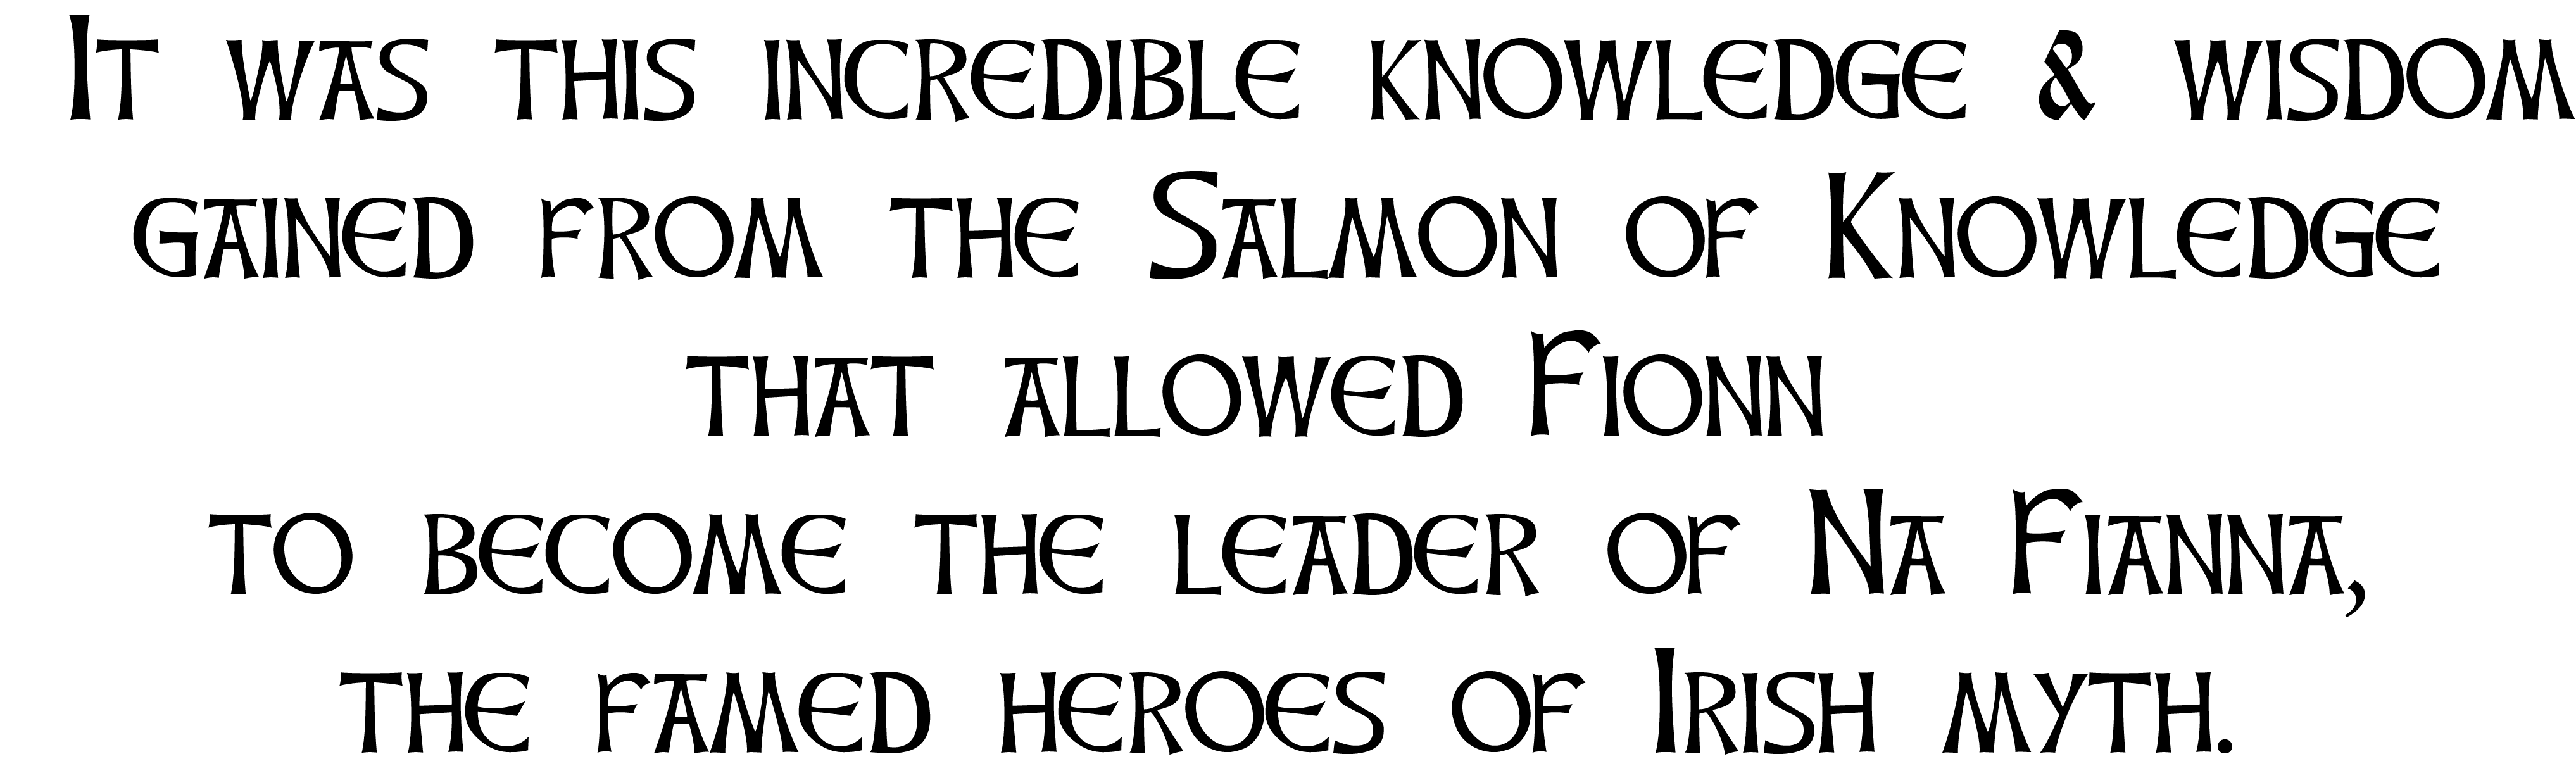 It was this incredible knowledge & wisdom
gained from the Salmon of Knowledge
that allowed Fionn
to become the leader of Na Fianna,
the famed heroes of Irish myth.